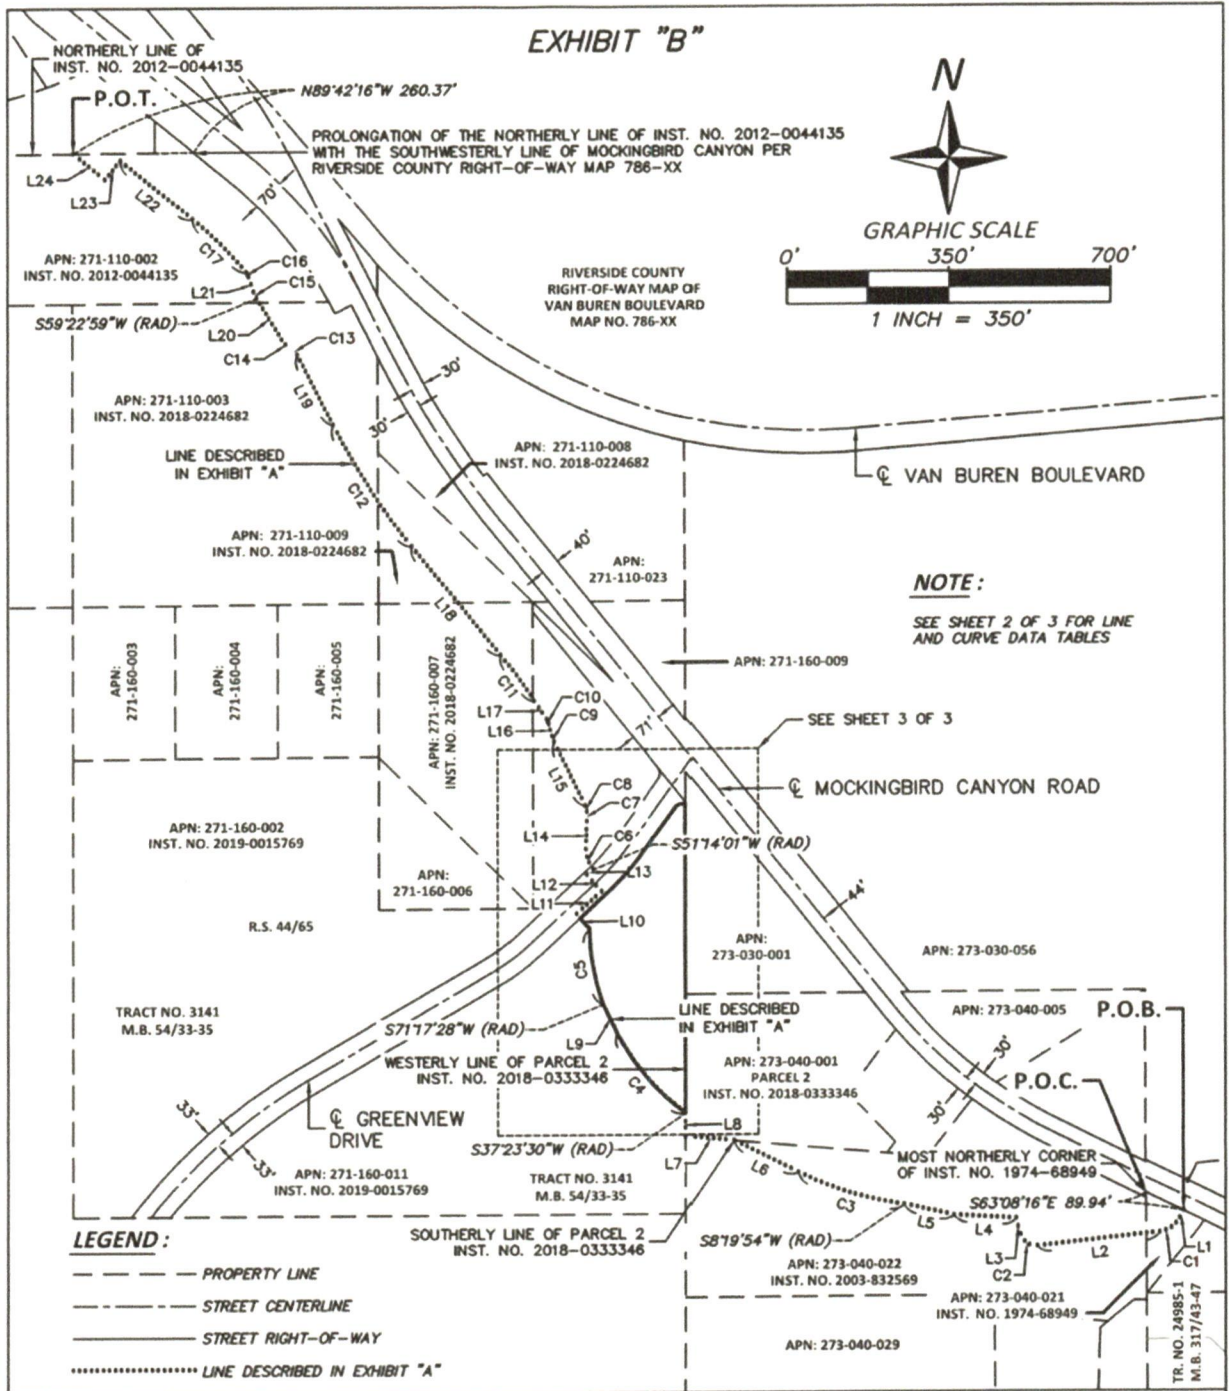 EXHIBIT "B"
NORTHERLY LINE OF
INST. NO. 2012-0044135
P.O.T.
N89°42'16"W 260.37'
PROLONGATION OF THE NORTHERLY LINE OF INST. NO. 2012-0044135
WITH THE SOUTHWESTERLY LINE OF MOCKINGBIRD CANYON PER
RIVERSIDE COUNTY RIGHT-OF-WAY MAP 786-XX
N
GRAPHIC SCALE
0' 350' 700'
1 INCH = 350'
L24
L23
L22
70'
C17
C16
APN: 271-110-002
INST. NO. 2012-0044135
L21
C15
S59°22'59"W (RAD)
L20
C14
C13
RIVERSIDE COUNTY
RIGHT-OF-WAY MAP OF
VAN BUREN BOULEVARD
MAP NO. 786-XX
30'
30'
L19
APN: 271-110-003
INST. NO. 2018-0224682
LINE DESCRIBED
IN EXHIBIT "A"
APN: 271-110-008
INST. NO. 2018-0224682
℄ VAN BUREN BOULEVARD
C12
APN: 271-110-009
INST. NO. 2018-0224682
40'
APN:
271-110-023
NOTE:
SEE SHEET 2 OF 3 FOR LINE
AND CURVE DATA TABLES
L18
APN:
271-160-003
APN:
271-160-004
APN:
271-160-005
APN: 271-160-007
INST. NO. 2018-0224682
APN: 271-160-009
C11
L17
C10
L16
C9
71'
SEE SHEET 3 OF 3
L15
C8
C7
℄ MOCKINGBIRD CANYON ROAD
APN: 271-160-002
INST. NO. 2019-0015769
L14
C6
S51°14'01"W (RAD)
APN:
271-160-006
L12
L13
L11
44'
R.S. 44/65
L10
APN:
273-030-001
APN: 273-030-056
C5
TRACT NO. 3141
M.B. 54/33-35
S71°17'28"W (RAD)
LINE DESCRIBED
IN EXHIBIT "A"
L9
APN: 273-040-005
P.O.B.
WESTERLY LINE OF PARCEL 2
INST. NO. 2018-0333346
APN: 273-040-001
PARCEL 2
INST. NO. 2018-0333346
30'
30'
P.O.C.
C4
33'
33'
℄ GREENVIEW
DRIVE
S37°23'30"W (RAD)
L8
L7
L6
MOST NORTHERLY CORNER
OF INST. NO. 1974-68949
APN: 271-160-011
INST. NO. 2019-0015769
TRACT NO. 3141
M.B. 54/33-35
C3
S63°08'16"E 89.94'
L5
L4
L3
C2
L2
L1
C1
SOUTHERLY LINE OF PARCEL 2
INST. NO. 2018-0333346
S8°19'54"W (RAD)
APN: 273-040-022
INST. NO. 2003-832569
APN: 273-040-021
INST. NO. 1974-68949
APN: 273-040-029
TR. NO. 24985-1
M.B. 317/43-47
LEGEND:
PROPERTY LINE
STREET CENTERLINE
STREET RIGHT-OF-WAY
LINE DESCRIBED IN EXHIBIT "A"